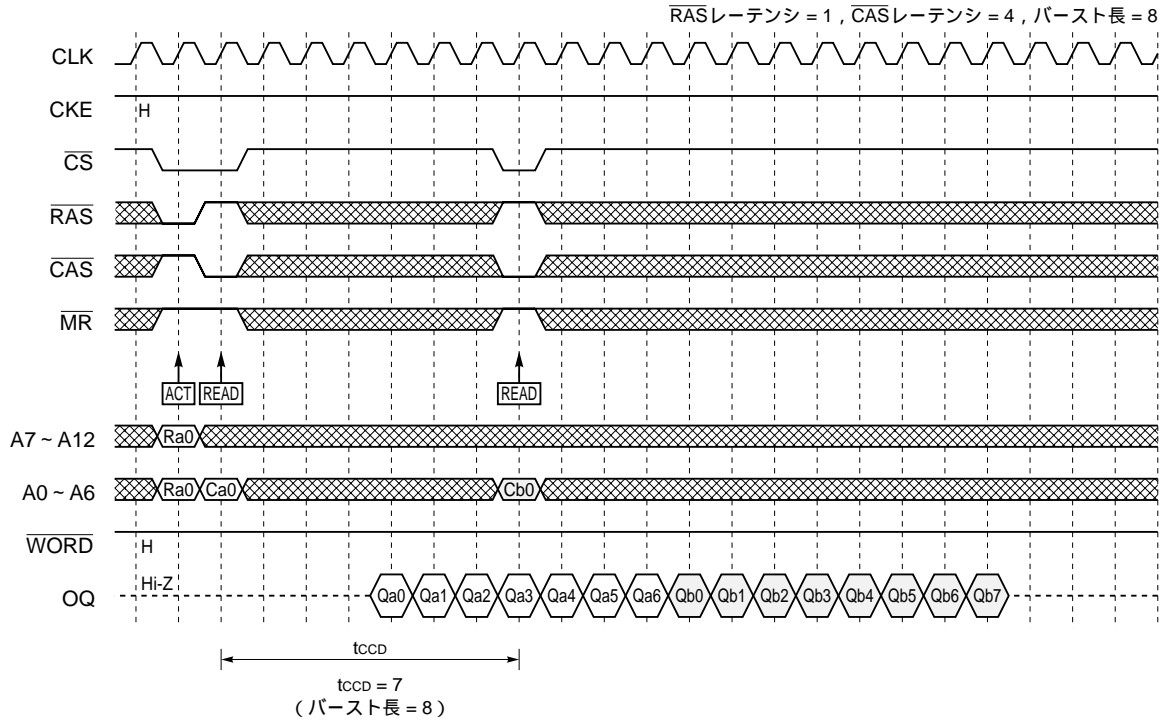 RASレーテンシ = 1 , CASレーテンシ = 4 , バースト長 = 8
CLK
CKE H
CS
RAS
CAS
MR
ACT READ READ
A7 ~ A12 Ra0
A0 ~ A6 Ra0 Ca0 Cb0
WORD H
OQ Hi-Z Qa0 Qa1 Qa2 Qa3 Qa4 Qa5 Qa6 Qb0 Qb1 Qb2 Qb3 Qb4 Qb5 Qb6 Qb7
tCCD
tCCD = 7
( バースト長 = 8 )